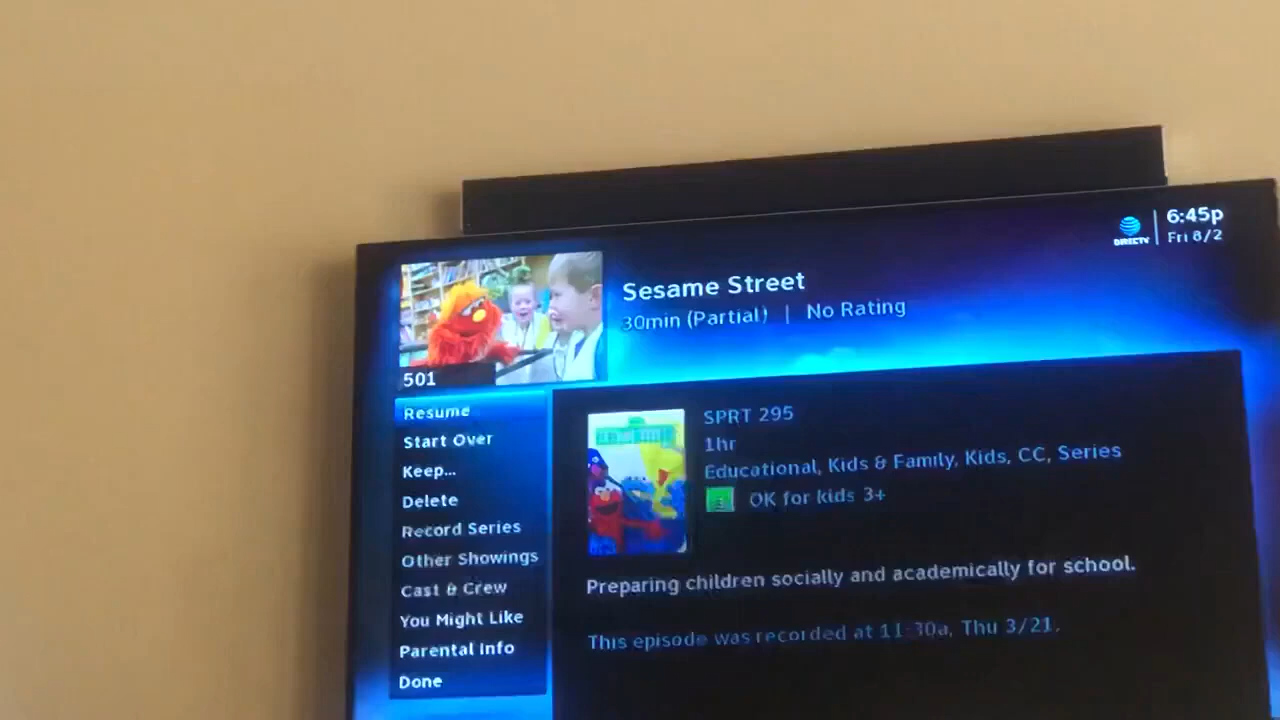 DIRECTV
6:45p
Fri 8/2
Sesame Street
30min (Partial) | No Rating
501
Resume
Start Over
Keep...
Delete
Record Series
Other Showings
Cast & Crew
You Might Like
Parental Info
Done
SPRT 295
1hr
Educational, Kids & Family, Kids, CC, Series
3 OK for kids 3+
Preparing children socially and academically for school.
This episode was recorded at 11:30a, Thu 3/21.